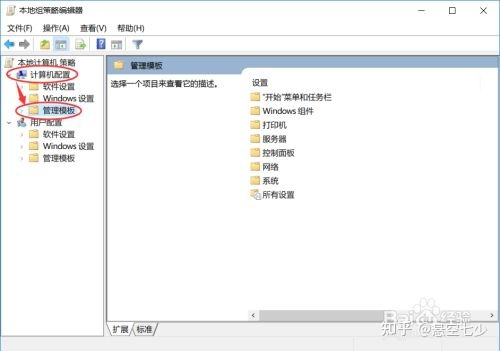 本地组策略编辑器
文件(F) 操作(A) 查看(V) 帮助(H)
本地计算机 策略
计算机配置
软件设置
Windows 设置
管理模板
用户配置
软件设置
Windows 设置
管理模板
管理模板
选择一个项目来查看它的描述。
设置
“开始”菜单和任务栏
Windows 组件
打印机
服务器
控制面板
网络
系统
所有设置
扩展 标准
Baidu 经验
知乎 @悬空七少